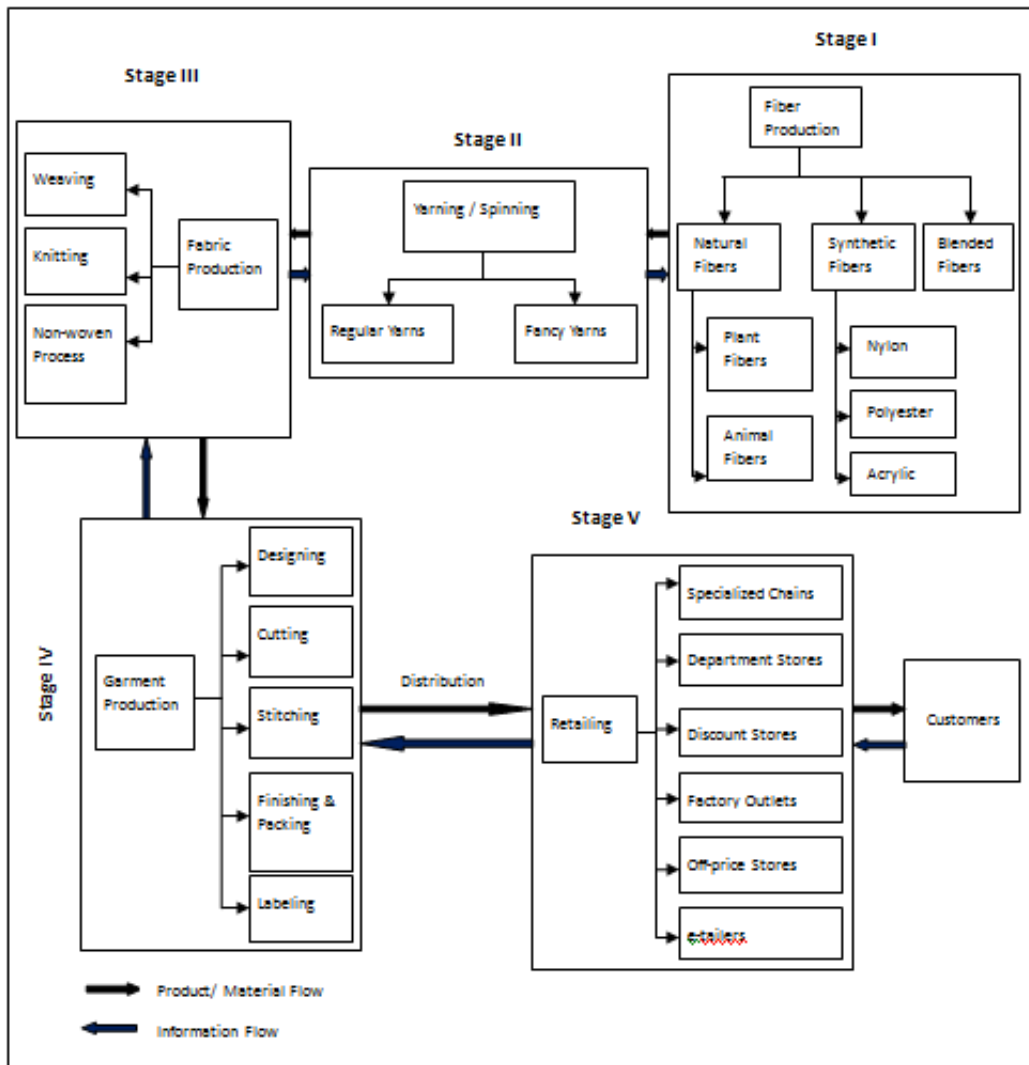 Stage I
Fiber
Production
Natural
Fibers
Synthetic
Fibers
Blended
Fibers
Plant
Fibers
Animal
Fibers
Nylon
Polyester
Acrylic
Stage II
Yarning / Spinning
Regular Yarns
Fancy Yarns
Stage III
Fabric
Production
Weaving
Knitting
Non-woven
Process
Stage IV
Garment
Production
Designing
Cutting
Stitching
Finishing &
Packing
Labeling
Distribution
Stage V
Retailing
Specialized Chains
Department Stores
Discount Stores
Factory Outlets
Off-price Stores
e-tailers
Customers
Product/ Material Flow
Information Flow